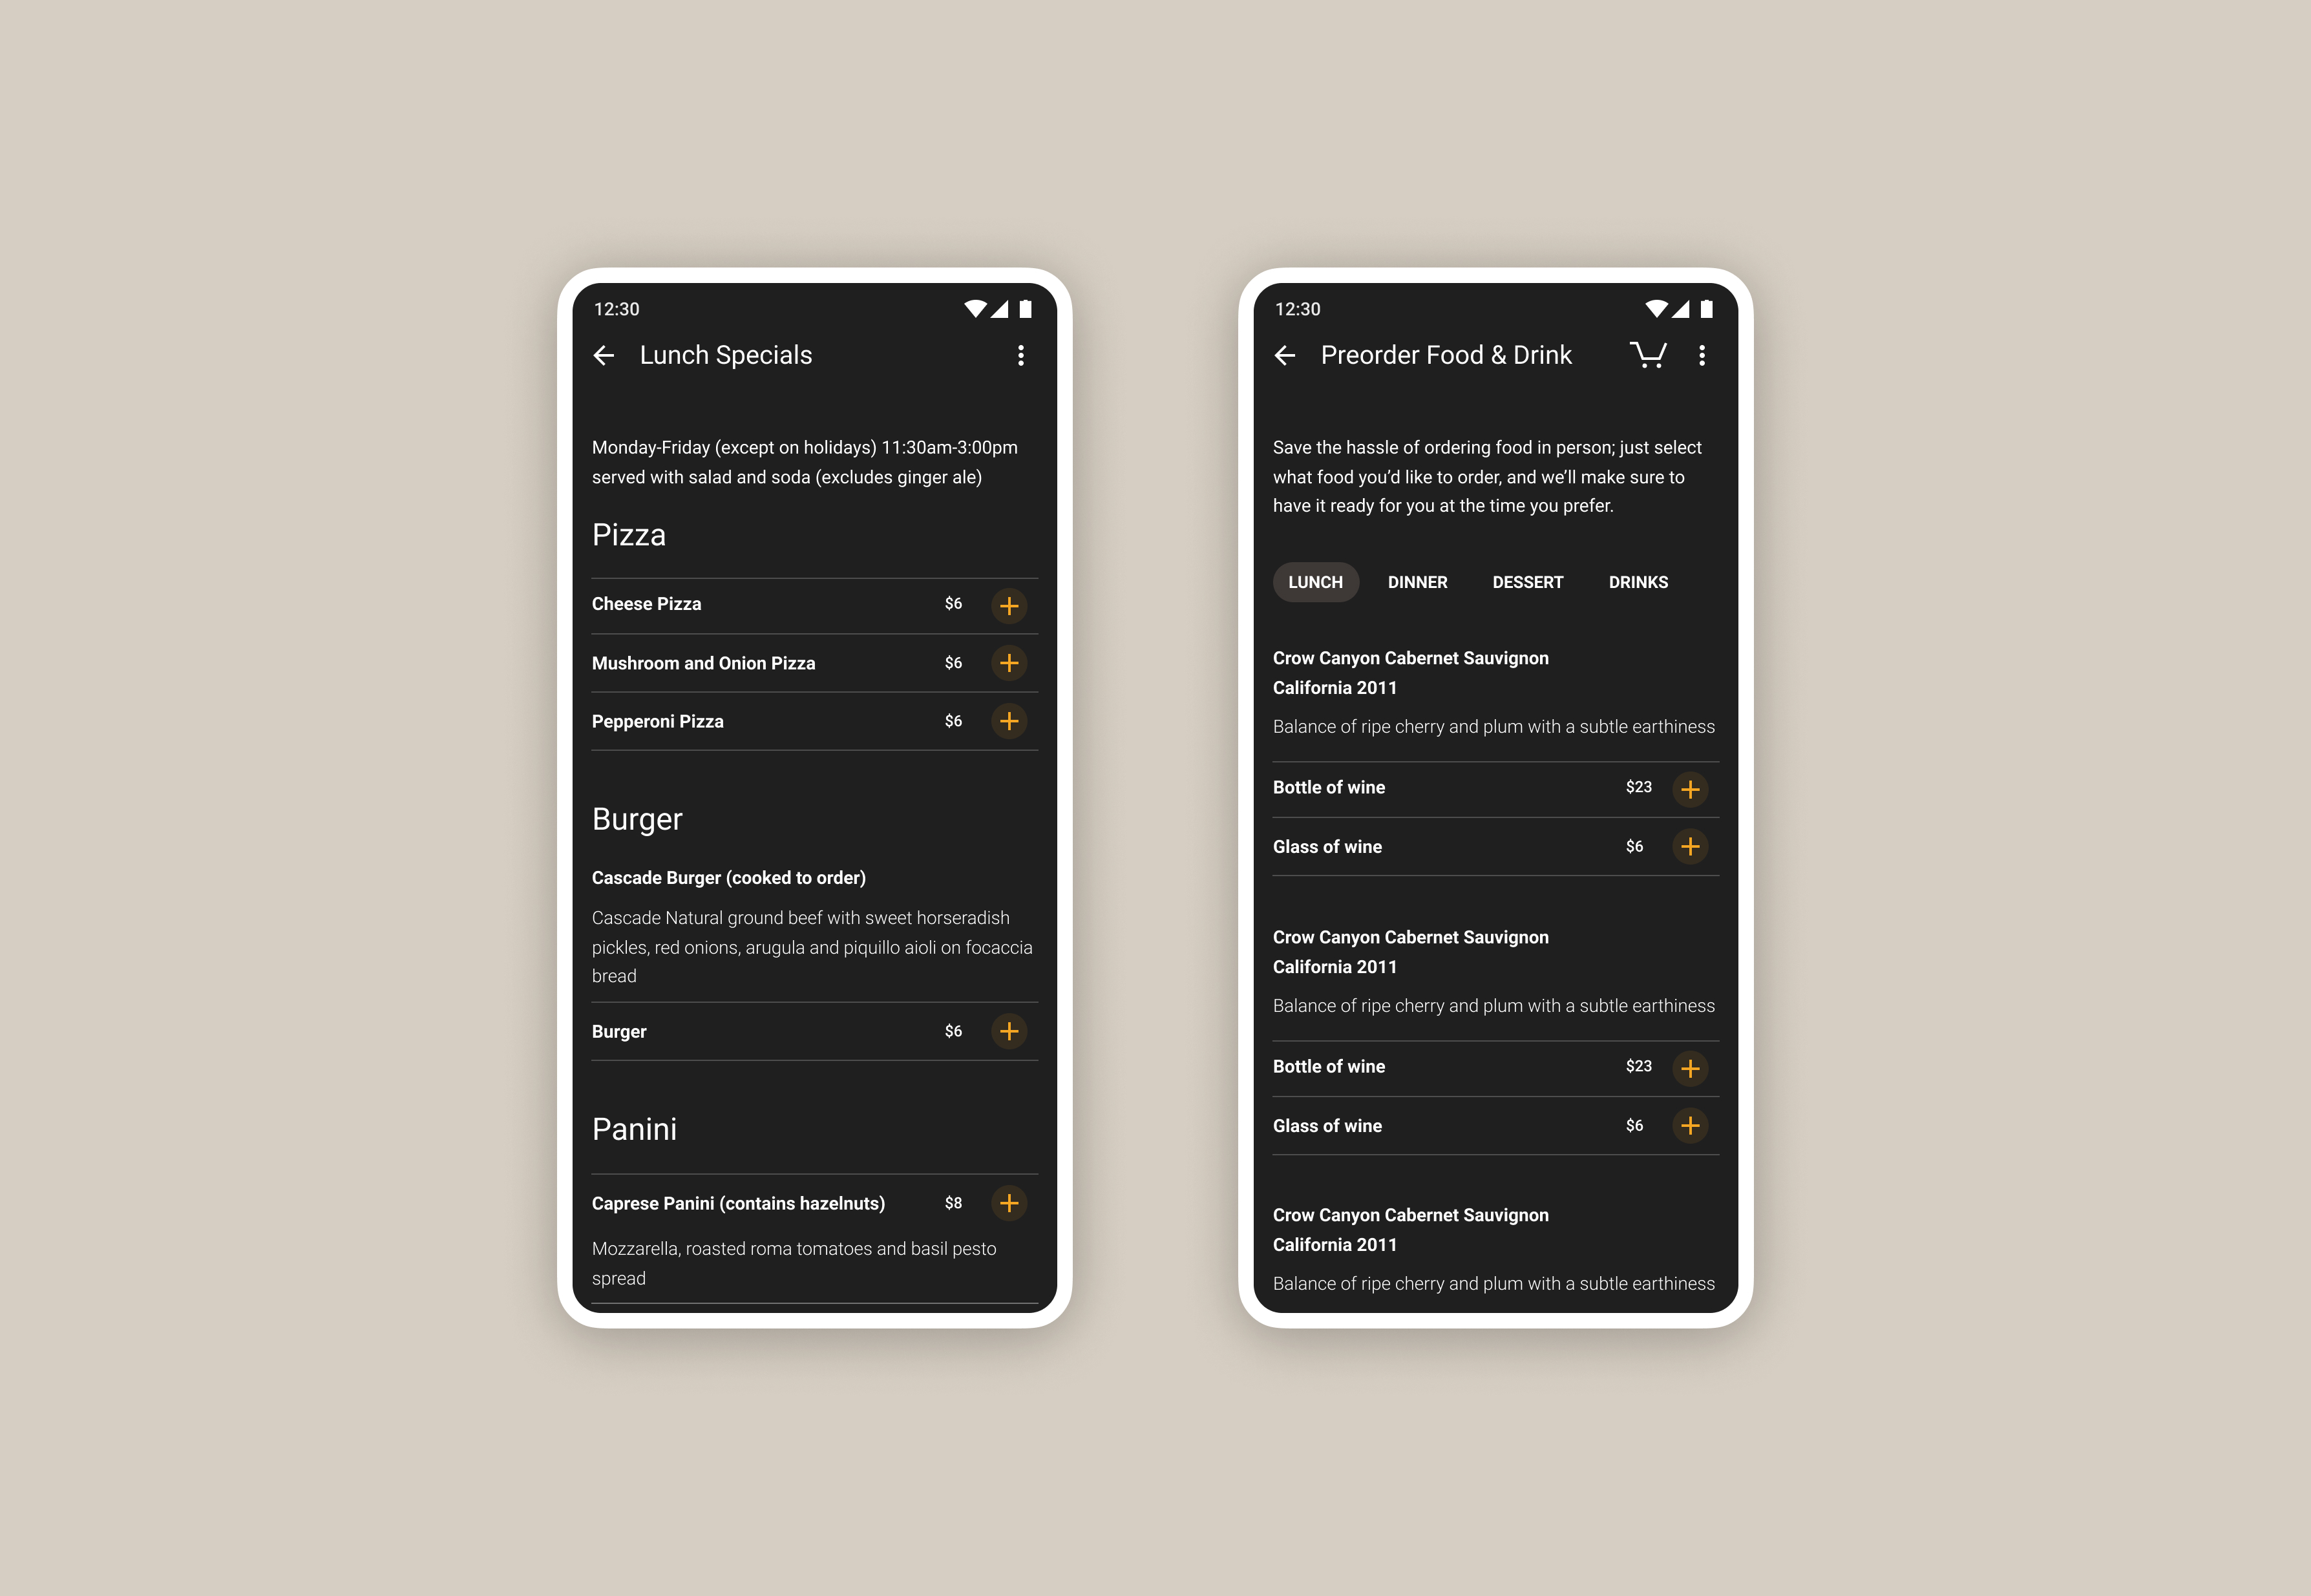 12:30
Lunch Specials
Monday-Friday (except on holidays) 11:30am-3:00pm
served with salad and soda (excludes ginger ale)
Pizza
Cheese Pizza $6
Mushroom and Onion Pizza $6
Pepperoni Pizza $6
Burger
Cascade Burger (cooked to order)
Cascade Natural ground beef with sweet horseradish
pickles, red onions, arugula and piquillo aioli on focaccia
bread
Burger $6
Panini
Caprese Panini (contains hazelnuts) $8
Mozzarella, roasted roma tomatoes and basil pesto
spread
12:30
Preorder Food & Drink
Save the hassle of ordering food in person; just select
what food you’d like to order, and we’ll make sure to
have it ready for you at the time you prefer.
LUNCH DINNER DESSERT DRINKS
Crow Canyon Cabernet Sauvignon
California 2011
Balance of ripe cherry and plum with a subtle earthiness
Bottle of wine $23
Glass of wine $6
Crow Canyon Cabernet Sauvignon
California 2011
Balance of ripe cherry and plum with a subtle earthiness
Bottle of wine $23
Glass of wine $6
Crow Canyon Cabernet Sauvignon
California 2011
Balance of ripe cherry and plum with a subtle earthiness